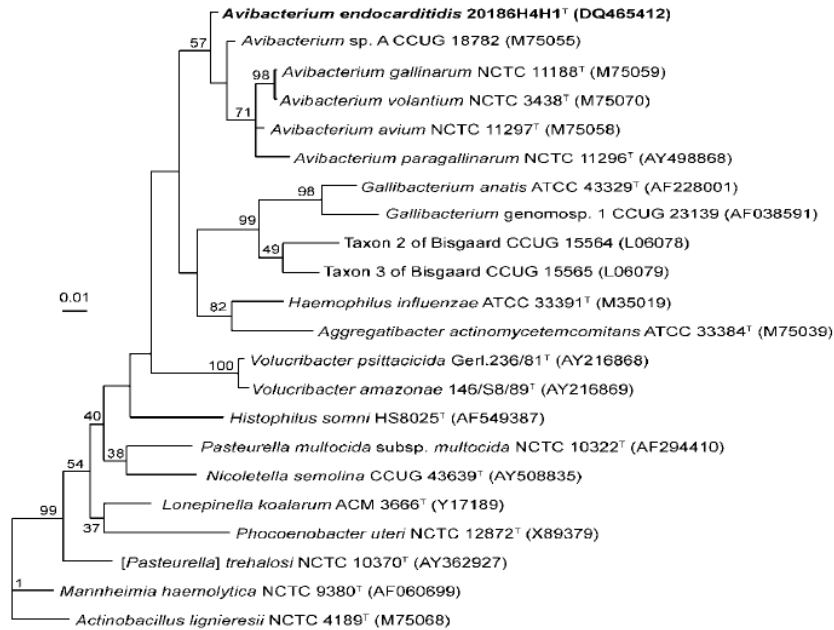 Avibacterium endocarditidis 20186H4H1ᵀ (DQ465412)
57
Avibacterium sp. A CCUG 18782 (M75055)
98
Avibacterium gallinarum NCTC 11188ᵀ (M75059)
Avibacterium volantium NCTC 3438ᵀ (M75070)
71
Avibacterium avium NCTC 11297ᵀ (M75058)
Avibacterium paragallinarum NCTC 11296ᵀ (AY498868)
98
Gallibacterium anatis ATCC 43329ᵀ (AF228001)
Gallibacterium genomosp. 1 CCUG 23139 (AF038591)
99
Taxon 2 of Bisgaard CCUG 15564 (L06078)
49
Taxon 3 of Bisgaard CCUG 15565 (L06079)
0.01
Haemophilus influenzae ATCC 33391ᵀ (M35019)
82
Aggregatibacter actinomycetemcomitans ATCC 33384ᵀ (M75039)
Volucribacter psittacicida Gerl.236/81ᵀ (AY216868)
100
Volucribacter amazonae 146/S8/89ᵀ (AY216869)
40
Histophilus somni HS8025ᵀ (AF549387)
Pasteurella multocida subsp. multocida NCTC 10322ᵀ (AF294410)
38
Nicoletella semolina CCUG 43639ᵀ (AY508835)
54
Lonepinella koalarum ACM 3666ᵀ (Y17189)
37
Phocoenobacter uteri NCTC 12872ᵀ (X89379)
99
[Pasteurella] trehalosi NCTC 10370ᵀ (AY362927)
1
Mannheimia haemolytica NCTC 9380ᵀ (AF060699)
Actinobacillus lignieresii NCTC 4189ᵀ (M75068)